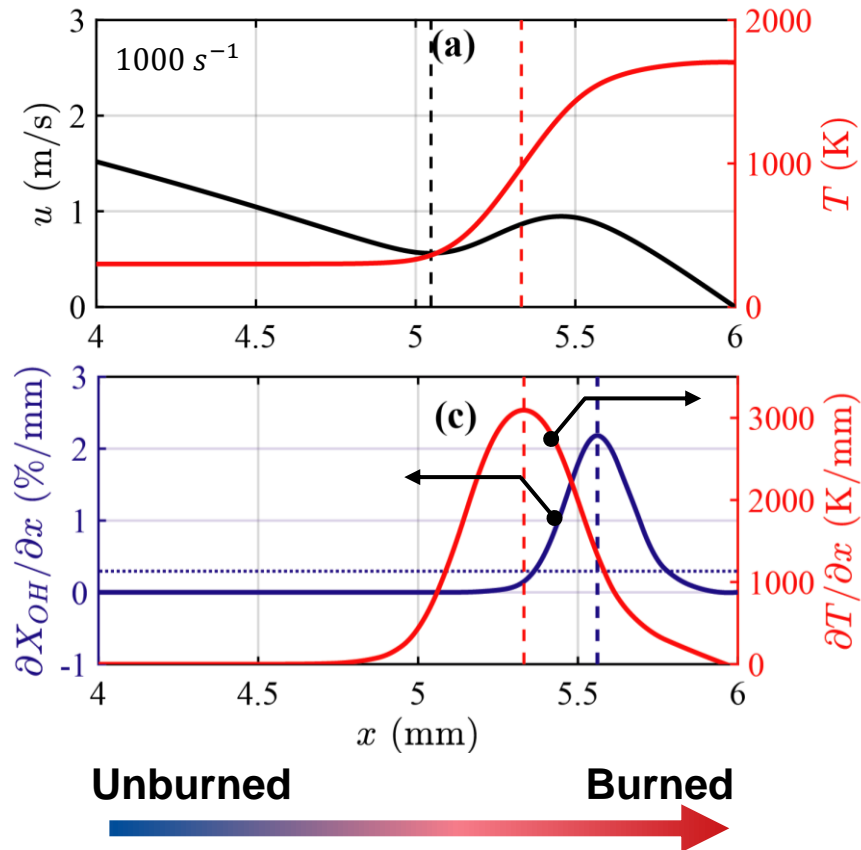 1000 s⁻¹
(a)
u (m/s)
3
2
1
0
T (K)
2000
1000
0
4 4.5 5 5.5 6
(c)
∂X_OH/∂x (%/mm)
3
2
1
0
-1
∂T/∂x (K/mm)
3000
2000
1000
0
4 4.5 5 5.5 6
x (mm)
Unburned Burned